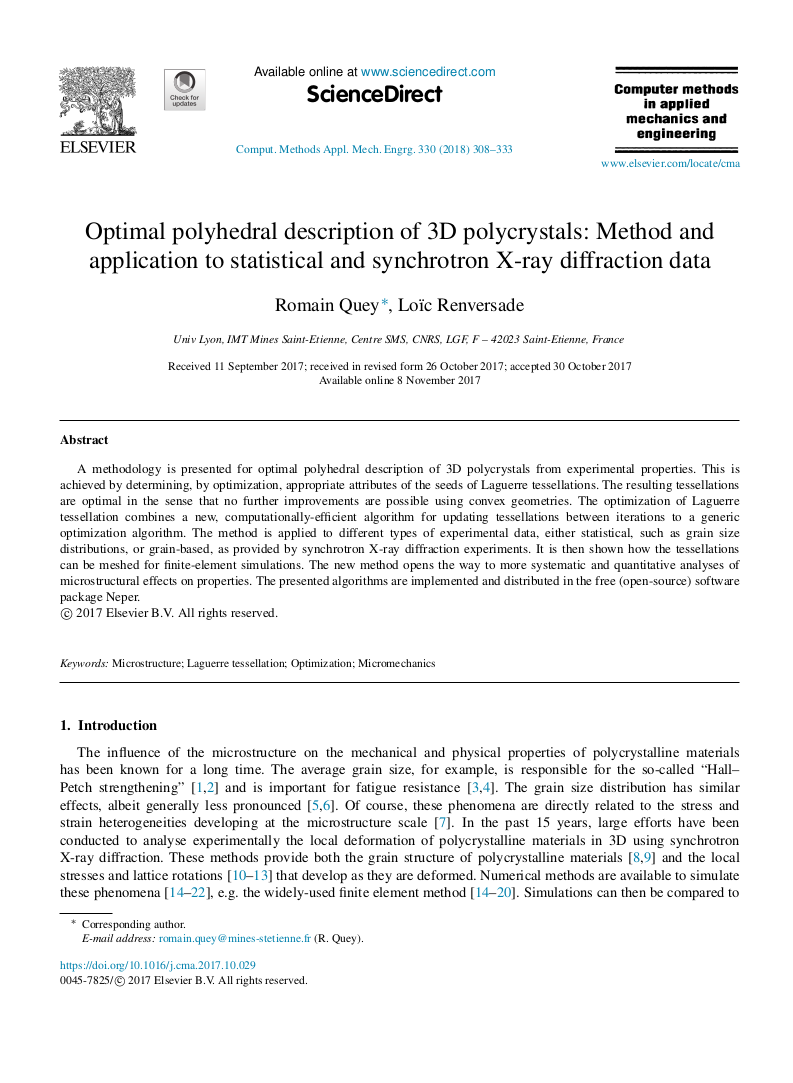 ELSEVIER
Check for
updates
Available online at www.sciencedirect.com
ScienceDirect
Comput. Methods Appl. Mech. Engrg. 330 (2018) 308–333
Computer methods
in applied
mechanics and
engineering
www.elsevier.com/locate/cma
Optimal polyhedral description of 3D polycrystals: Method and
application to statistical and synchrotron X-ray diffraction data
Romain Quey*, Loïc Renversade
Univ Lyon, IMT Mines Saint-Etienne, Centre SMS, CNRS, LGF, F – 42023 Saint-Etienne, France
Received 11 September 2017; received in revised form 26 October 2017; accepted 30 October 2017
Available online 8 November 2017
Abstract
A methodology is presented for optimal polyhedral description of 3D polycrystals from experimental properties. This is
achieved by determining, by optimization, appropriate attributes of the seeds of Laguerre tessellations. The resulting tessellations
are optimal in the sense that no further improvements are possible using convex geometries. The optimization of Laguerre
tessellation combines a new, computationally-efficient algorithm for updating tessellations between iterations to a generic
optimization algorithm. The method is applied to different types of experimental data, either statistical, such as grain size
distributions, or grain-based, as provided by synchrotron X-ray diffraction experiments. It is then shown how the tessellations
can be meshed for finite-element simulations. The new method opens the way to more systematic and quantitative analyses of
microstructural effects on properties. The presented algorithms are implemented and distributed in the free (open-source) software
package Neper.
© 2017 Elsevier B.V. All rights reserved.
Keywords: Microstructure; Laguerre tessellation; Optimization; Micromechanics
1. Introduction
The influence of the microstructure on the mechanical and physical properties of polycrystalline materials
has been known for a long time. The average grain size, for example, is responsible for the so-called “Hall–
Petch strengthening” [1,2] and is important for fatigue resistance [3,4]. The grain size distribution has similar
effects, albeit generally less pronounced [5,6]. Of course, these phenomena are directly related to the stress and
strain heterogeneities developing at the microstructure scale [7]. In the past 15 years, large efforts have been
conducted to analyse experimentally the local deformation of polycrystalline materials in 3D using synchrotron
X-ray diffraction. These methods provide both the grain structure of polycrystalline materials [8,9] and the local
stresses and lattice rotations [10–13] that develop as they are deformed. Numerical methods are available to simulate
these phenomena [14–22], e.g. the widely-used finite element method [14–20]. Simulations can then be compared to
* Corresponding author.
E-mail address: romain.quey@mines-stetienne.fr (R. Quey).
https://doi.org/10.1016/j.cma.2017.10.029
0045-7825/© 2017 Elsevier B.V. All rights reserved.